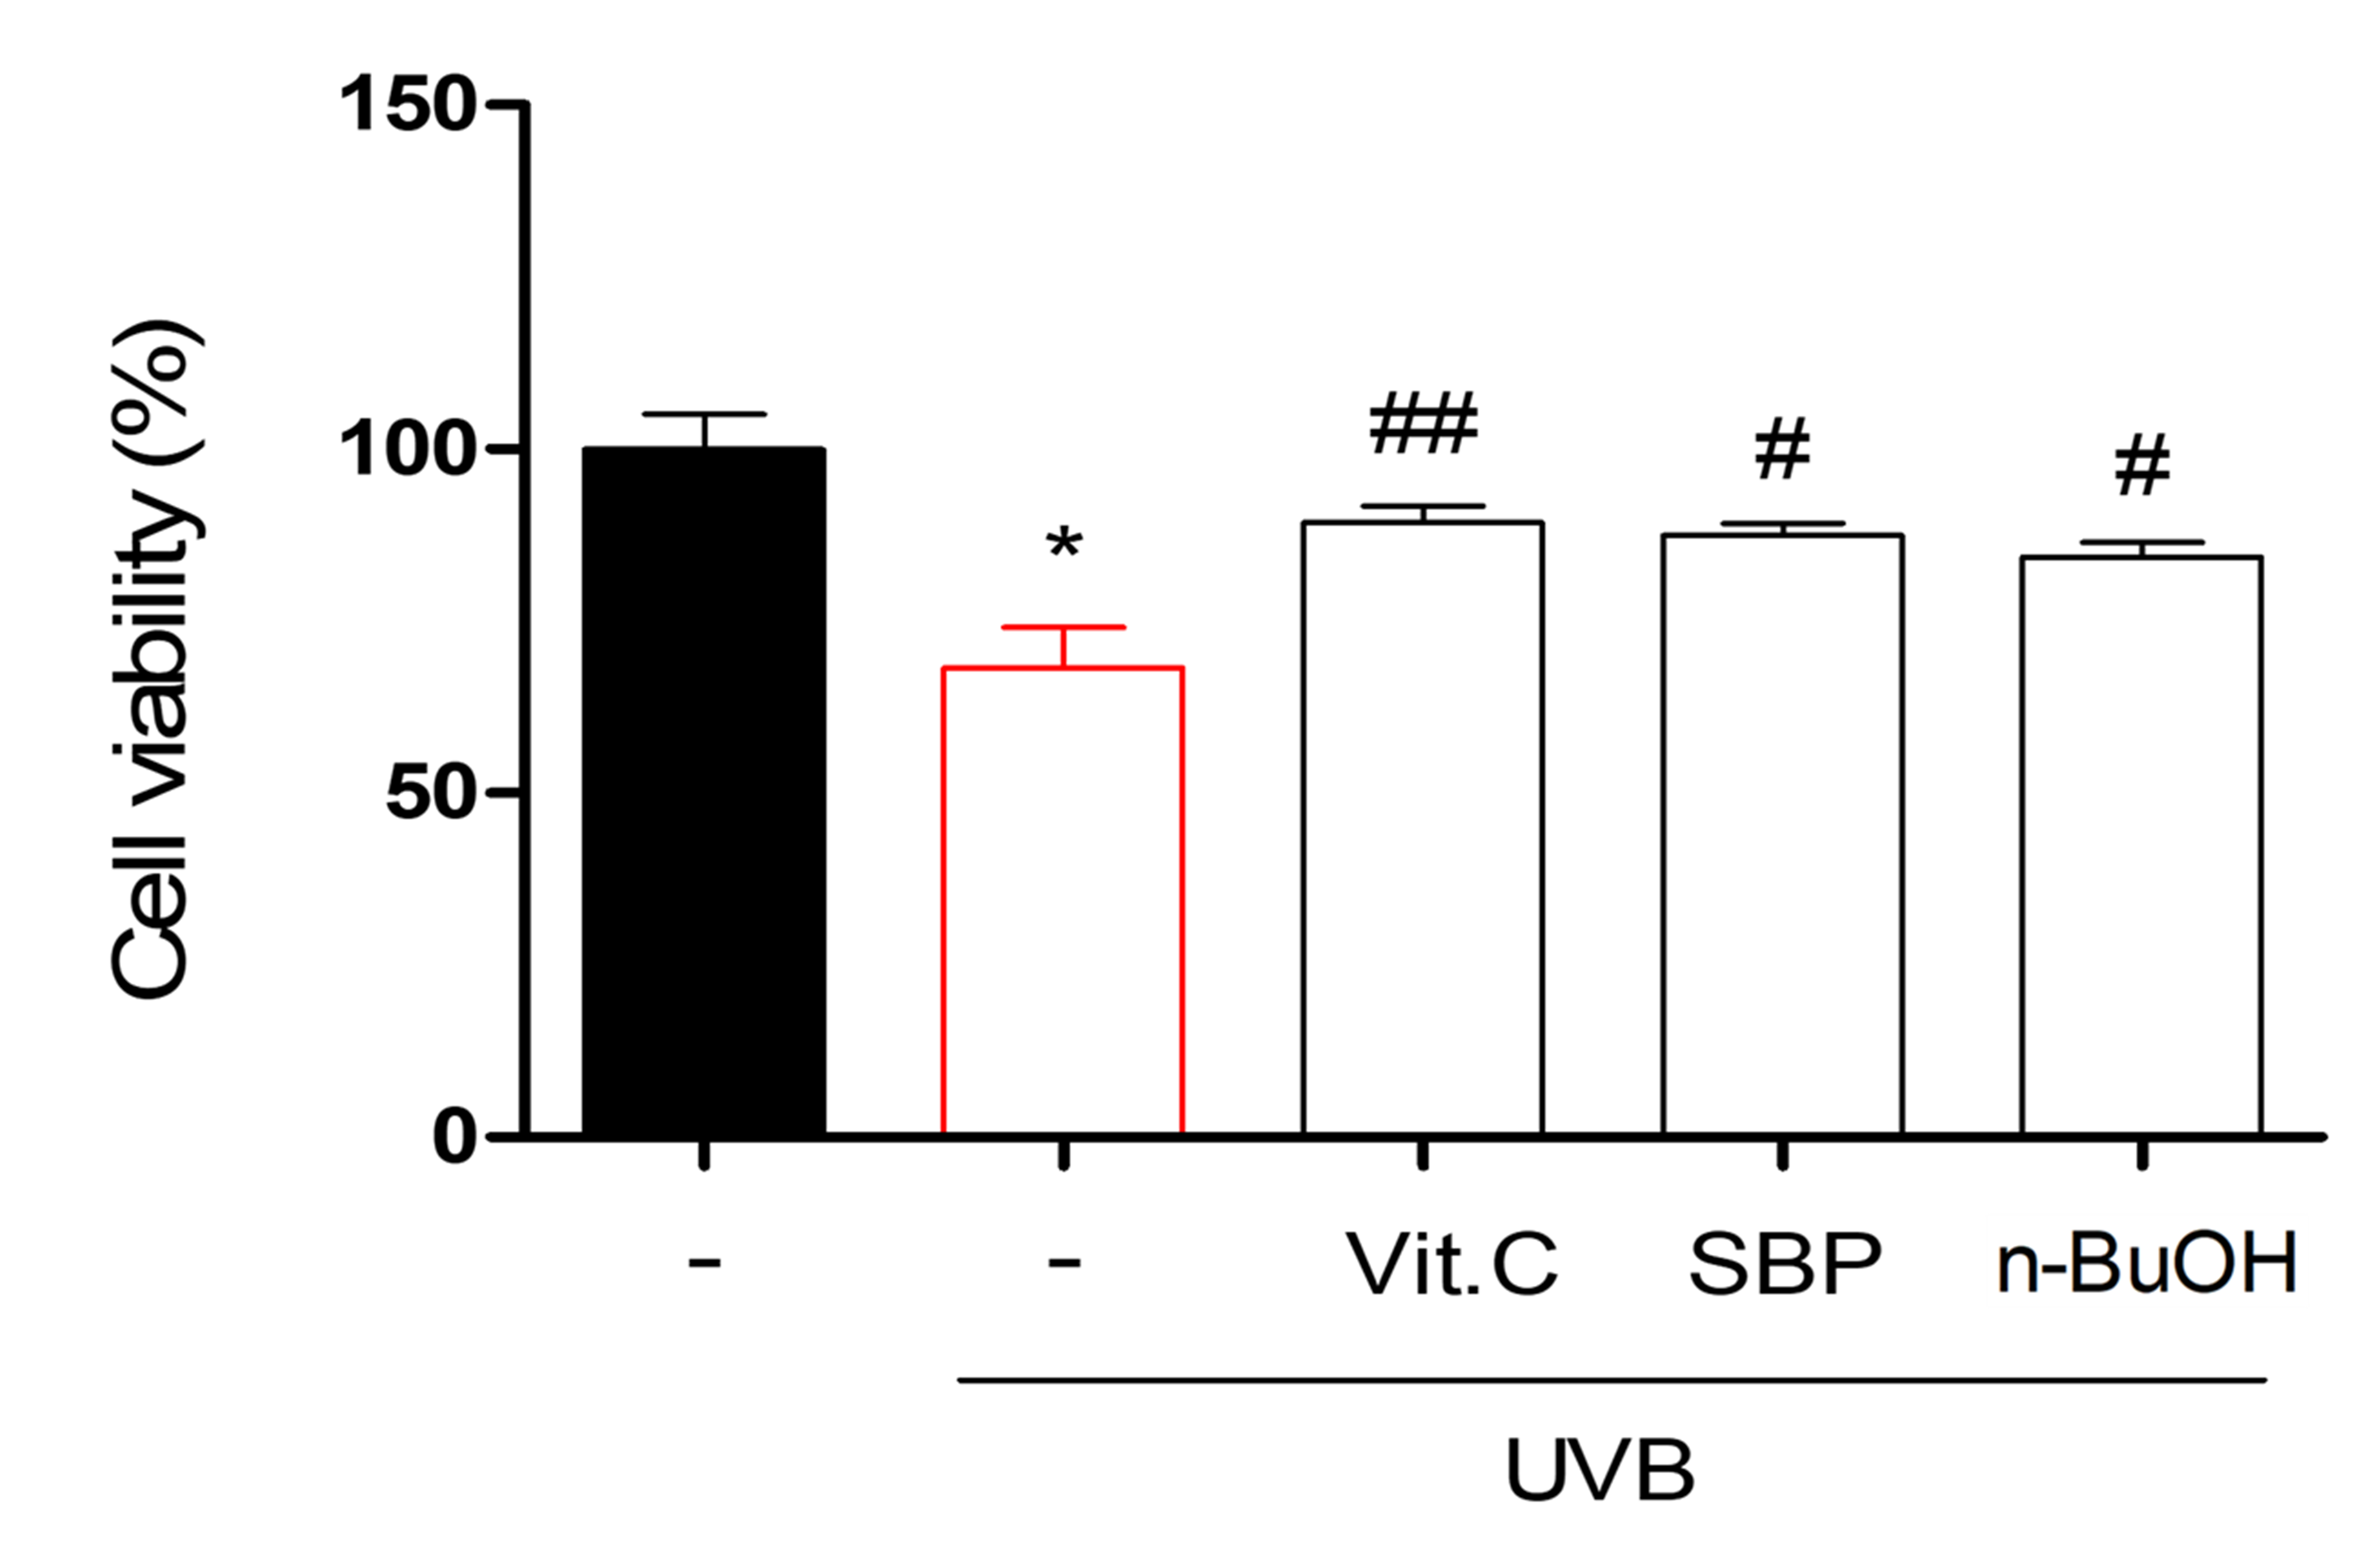 Cell viability (%)
150
100
50
0
*
##
#
#
-
-
Vit.C
SBP
n-BuOH
UVB